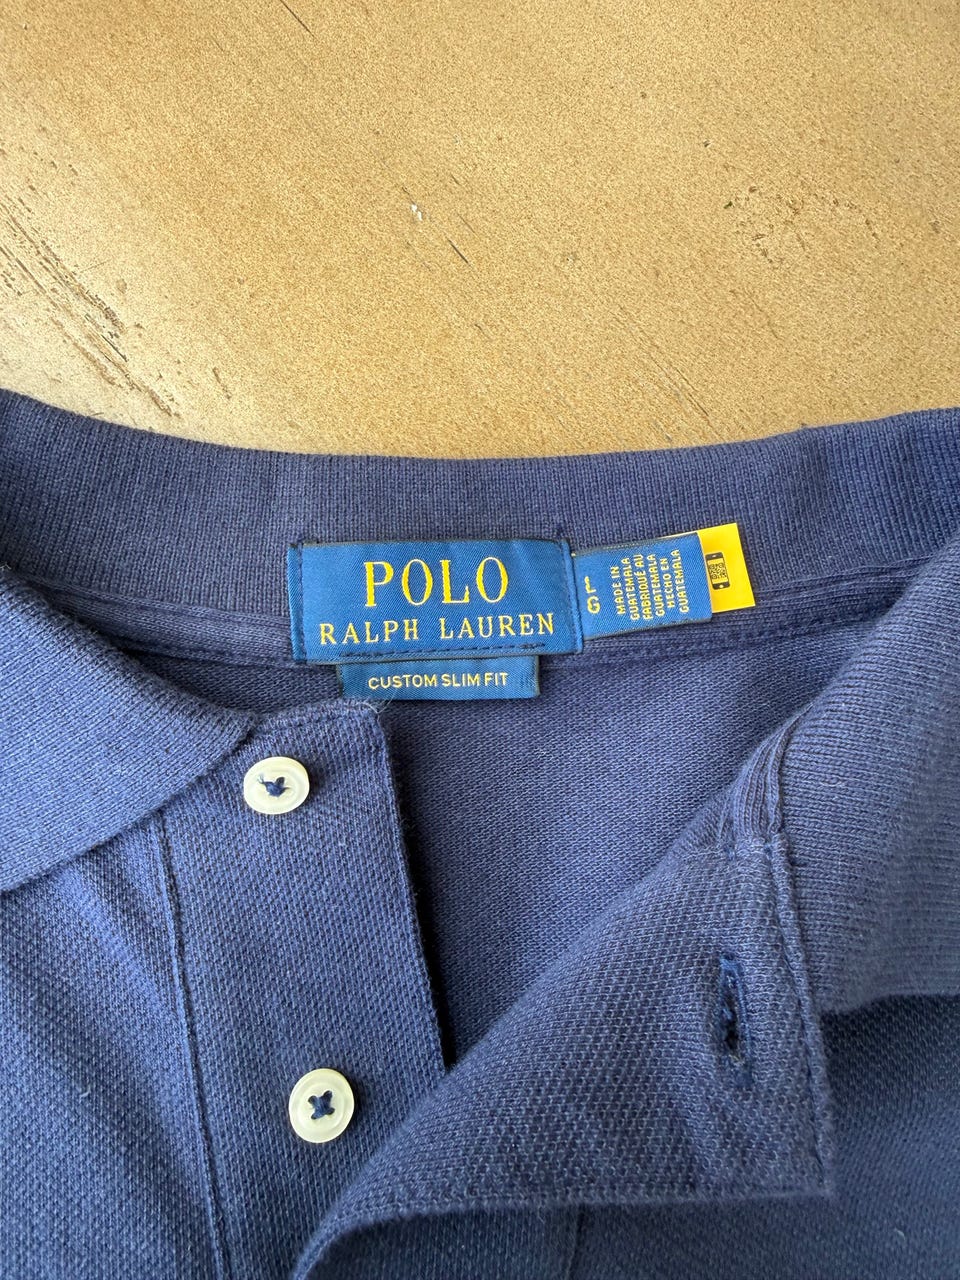 POLO
RALPH LAUREN
CUSTOM SLIM FIT
L
G
MADE IN
GUATEMALA
FABRIQUÉ AU
GUATEMALA
HECHO EN
GUATEMALA